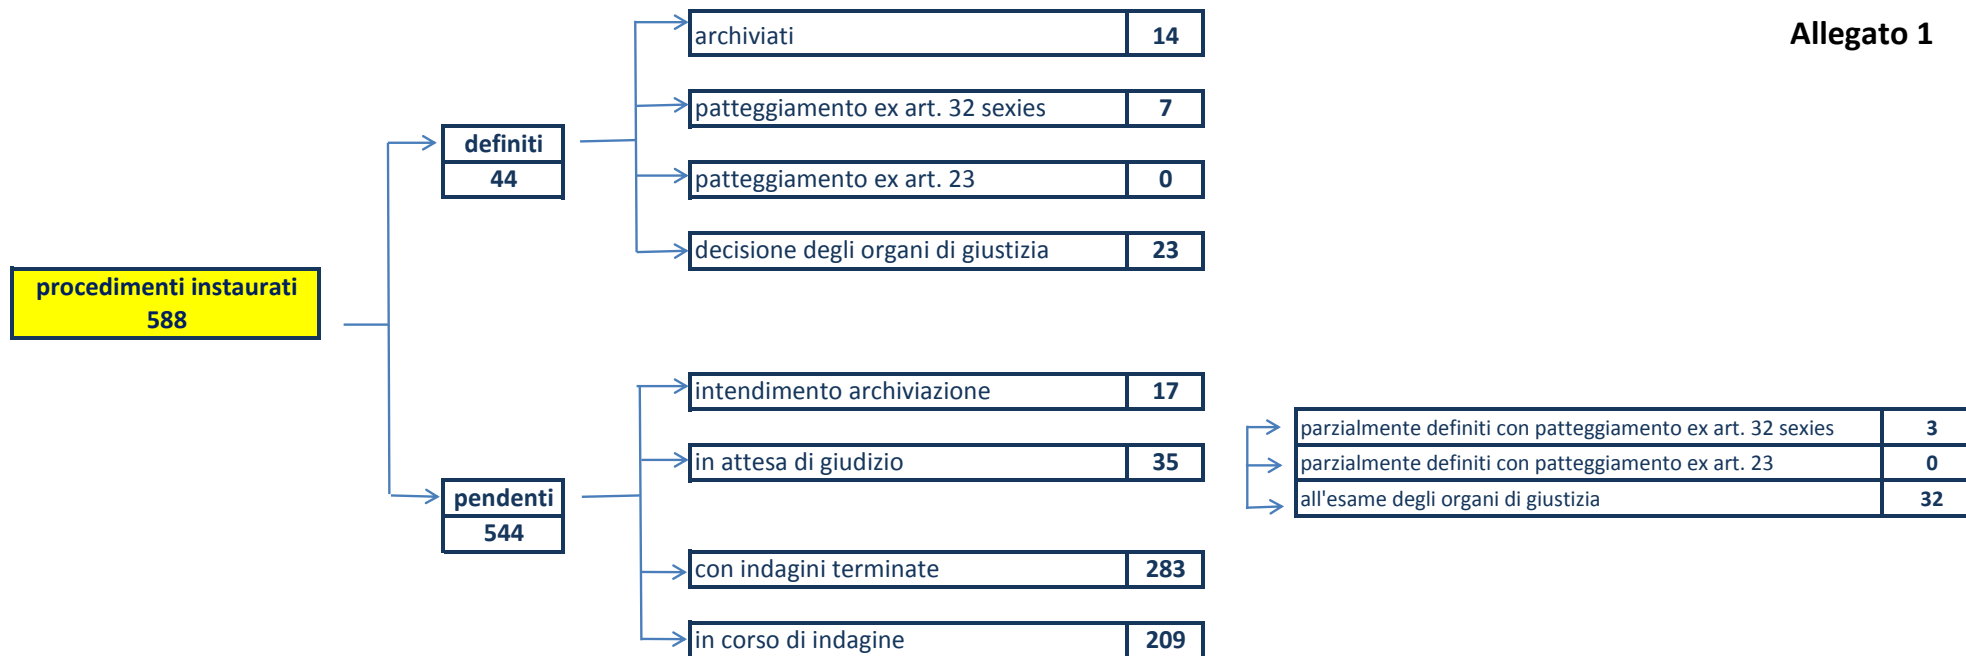 Allegato 1
archiviati 14
patteggiamento ex art. 32 sexies 7
definiti
44
patteggiamento ex art. 23 0
decisione degli organi di giustizia 23
procedimenti instaurati
588
intendimento archiviazione 17
in attesa di giudizio 35
parzialmente definiti con patteggiamento ex art. 32 sexies 3
parzialmente definiti con patteggiamento ex art. 23 0
all'esame degli organi di giustizia 32
pendenti
544
con indagini terminate 283
in corso di indagine 209